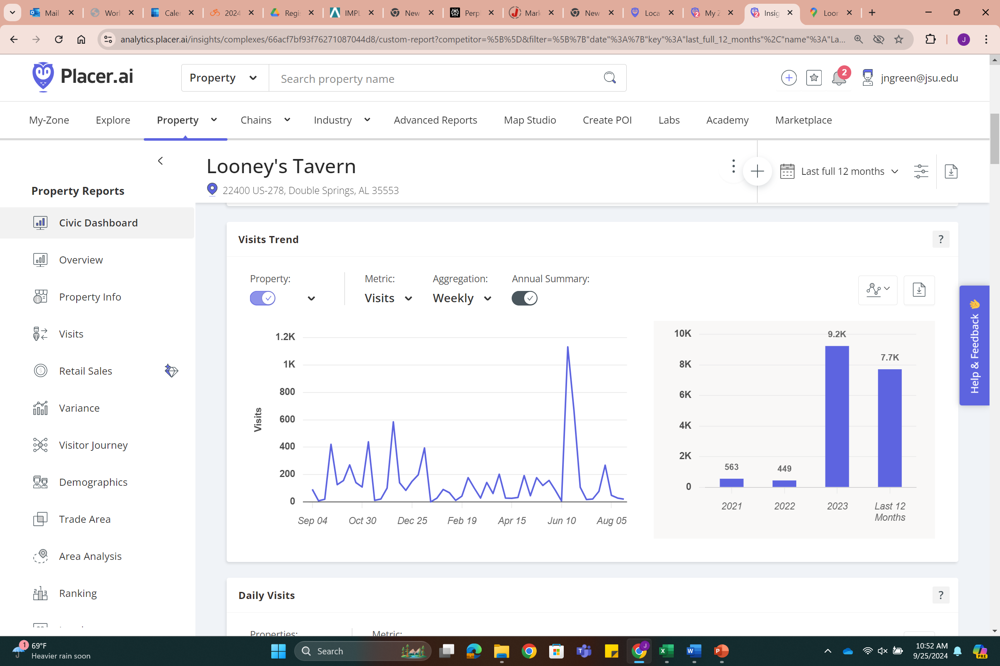 Mail
Worl
Cale
2024
Regi
IMPL
New
Perp
Mark
New
Loca
My Z
Insig
Loor
analytics.placer.ai/insights/complexes/66acf7bf93f76271087044d8/custom-report?competitor=%5B%5D&filter=%5B%7B"date"%3A%7B"key"%3A"last_full_12_months"%2C"name"%3A"La...
J
Placer.ai
Property
Search property name
2
jngreen@jsu.edu
My-Zone
Explore
Property
Chains
Industry
Advanced Reports
Map Studio
Create POI
Labs
Academy
Marketplace
Looney's Tavern
22400 US-278, Double Springs, AL 35553
Last full 12 months
Property Reports
Civic Dashboard
Overview
Property Info
Visits
Retail Sales
Variance
Visitor Journey
Demographics
Trade Area
Area Analysis
Ranking
Visits Trend
?
Property:
Metric:
Visits
Aggregation:
Weekly
Annual Summary:
Visits
1.2K
1K
800
600
400
200
0
Sep 04
Oct 30
Dec 25
Feb 19
Apr 15
Jun 10
Aug 05
10K
8K
6K
4K
2K
0
563
449
9.2K
7.7K
2021
2022
2023
Last 12
Months
Help & Feedback
Daily Visits
?
Properties:
Metric:
1
69°F
Heavier rain soon
Search
J
10:52 AM
9/25/2024
PRE